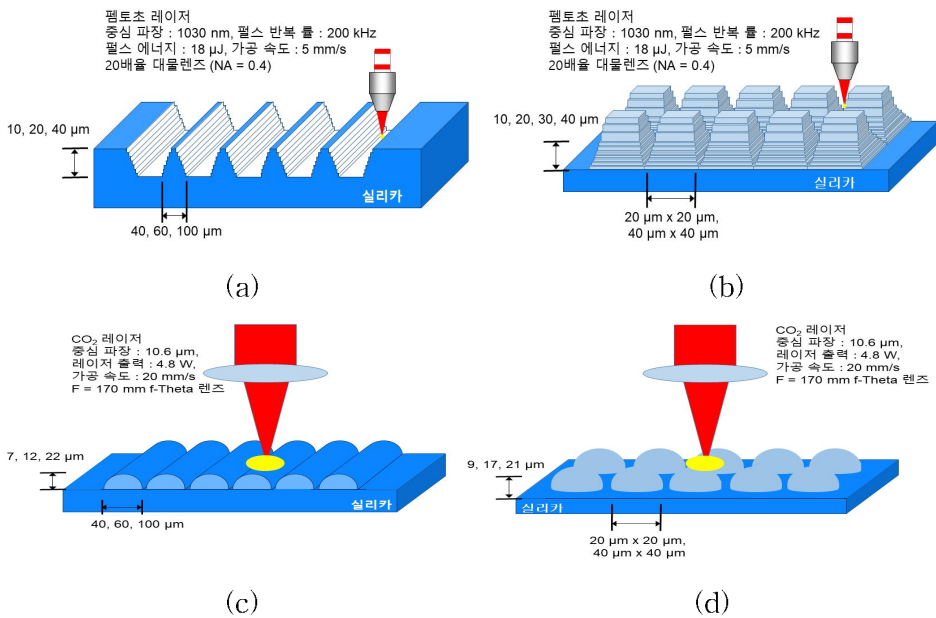 펨토초 레이저
중심 파장 : 1030 nm, 펄스 반복 률 : 200 kHz
펄스 에너지 : 18 µJ, 가공 속도 : 5 mm/s
20배율 대물렌즈 (NA = 0.4)
10, 20, 40 µm
실리카
40, 60, 100 µm
(a)
펨토초 레이저
중심 파장 : 1030 nm, 펄스 반복 률 : 200 kHz
펄스 에너지 : 18 µJ, 가공 속도 : 5 mm/s
20배율 대물렌즈 (NA = 0.4)
10, 20, 30, 40 µm
실리카
20 µm x 20 µm,
40 µm x 40 µm
(b)
CO₂ 레이저
중심 파장 : 10.6 µm,
레이저 출력 : 4.8 W,
가공 속도 : 20 mm/s
F = 170 mm f-Theta 렌즈
7, 12, 22 µm
실리카
40, 60, 100 µm
(c)
CO₂ 레이저
중심 파장 : 10.6 µm,
레이저 출력 : 4.8 W,
가공 속도 : 20 mm/s
F = 170 mm f-Theta 렌즈
9, 17, 21 µm
실리카
20 µm x 20 µm,
40 µm x 40 µm
(d)